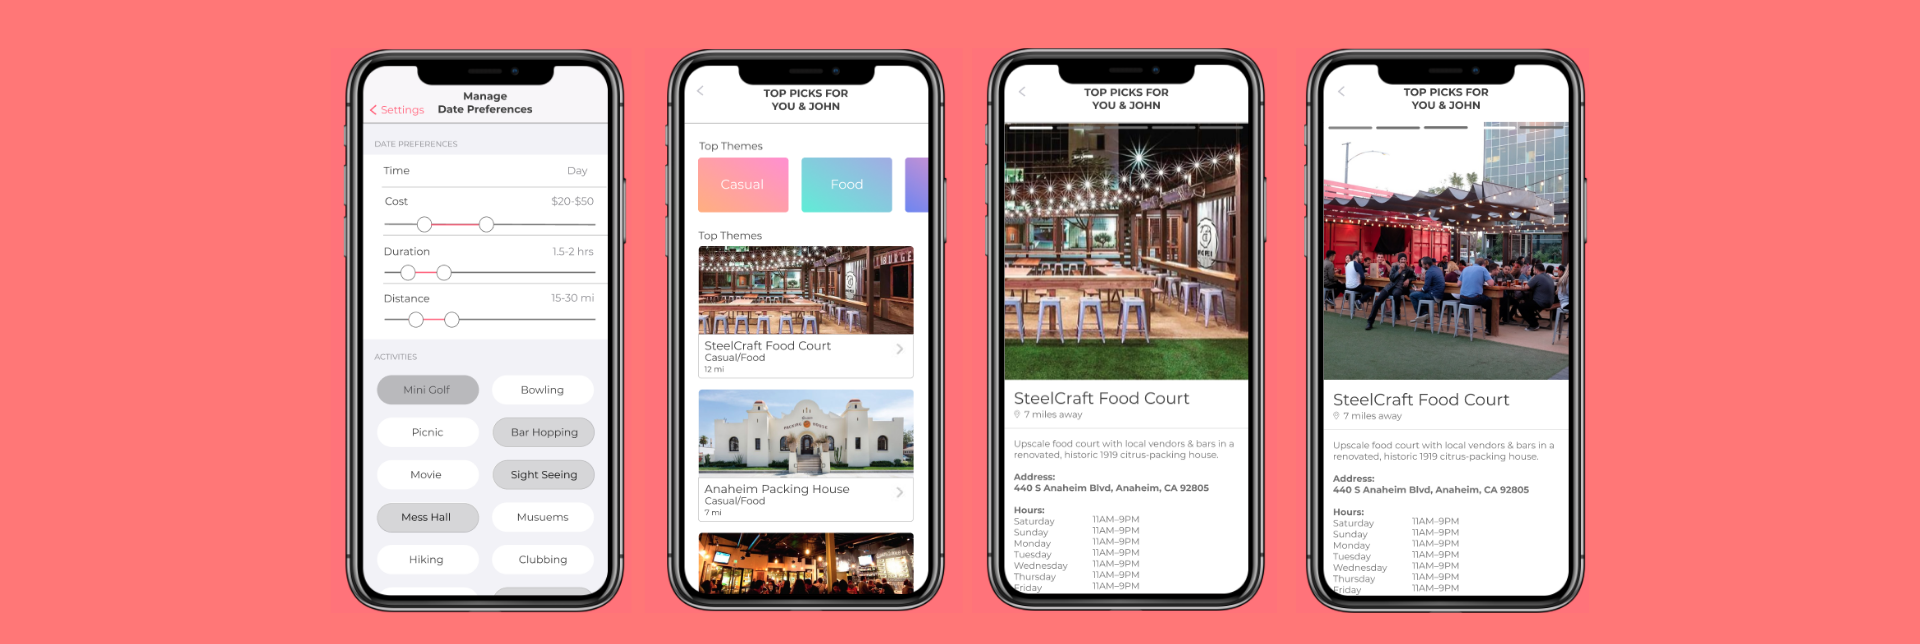 Manage
Settings
Date Preferences
DATE PREFERENCES
Time Day
Cost $20-$50
Duration 1.5-2 hrs
Distance 15-30 mi
ACTIVITIES
Mini Golf Bowling
Picnic Bar Hopping
Movie Sight Seeing
Mess Hall Musuems
Hiking Clubbing
TOP PICKS FOR
YOU & JOHN
Top Themes
Casual Food
Top Themes
SteelCraft Food Court
Casual/Food
12 mi
PACKING HOUSE
Anaheim Packing House
Casual/Food
7 mi
TOP PICKS FOR
YOU & JOHN
SteelCraft Food Court
7 miles away
Upscale food court with local vendors & bars in a
renovated, historic 1919 citrus-packing house.
Address:
440 S Anaheim Blvd, Anaheim, CA 92805
Hours:
Saturday 11AM–9PM
Sunday 11AM–9PM
Monday 11AM–9PM
Tuesday 11AM–9PM
Wednesday 11AM–9PM
Thursday 11AM–9PM
Friday 11AM–9PM
TOP PICKS FOR
YOU & JOHN
SteelCraft Food Court
7 miles away
Upscale food court with local vendors & bars in a
renovated, historic 1919 citrus-packing house.
Address:
440 S Anaheim Blvd, Anaheim, CA 92805
Hours:
Saturday 11AM–9PM
Sunday 11AM–9PM
Monday 11AM–9PM
Tuesday 11AM–9PM
Wednesday 11AM–9PM
Thursday 11AM–9PM
Friday 11AM–9PM